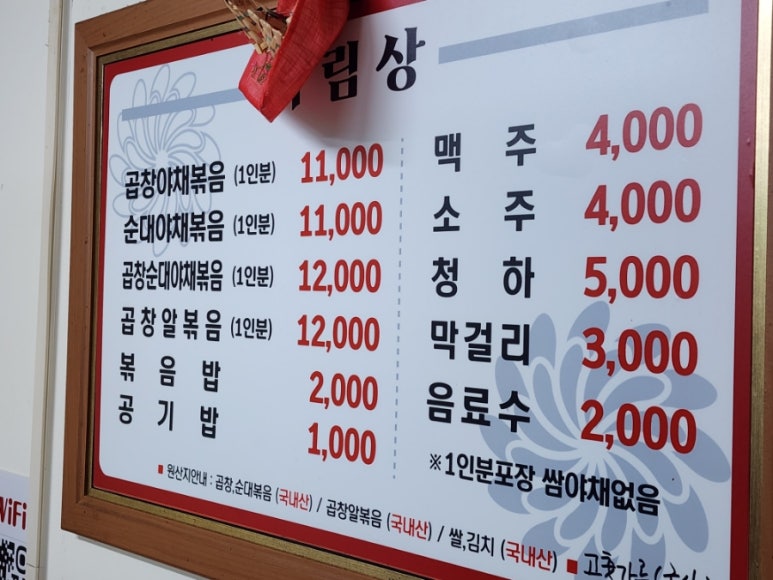 림상
곱창야채볶음 (1인분) 11,000
순대야채볶음 (1인분) 11,000
곱창순대야채볶음 (1인분) 12,000
곱창알볶음 (1인분) 12,000
볶음밥 2,000
공기밥 1,000
맥주 4,000
소주 4,000
청하 5,000
막걸리 3,000
음료수 2,000
※1인분포장 쌈야채없음
■ 원산지안내 : 곱창,순대볶음 (국내산) / 곱창알볶음 (국내산) / 쌀,김치 (국내산) ■ 고춧가루
WiFi